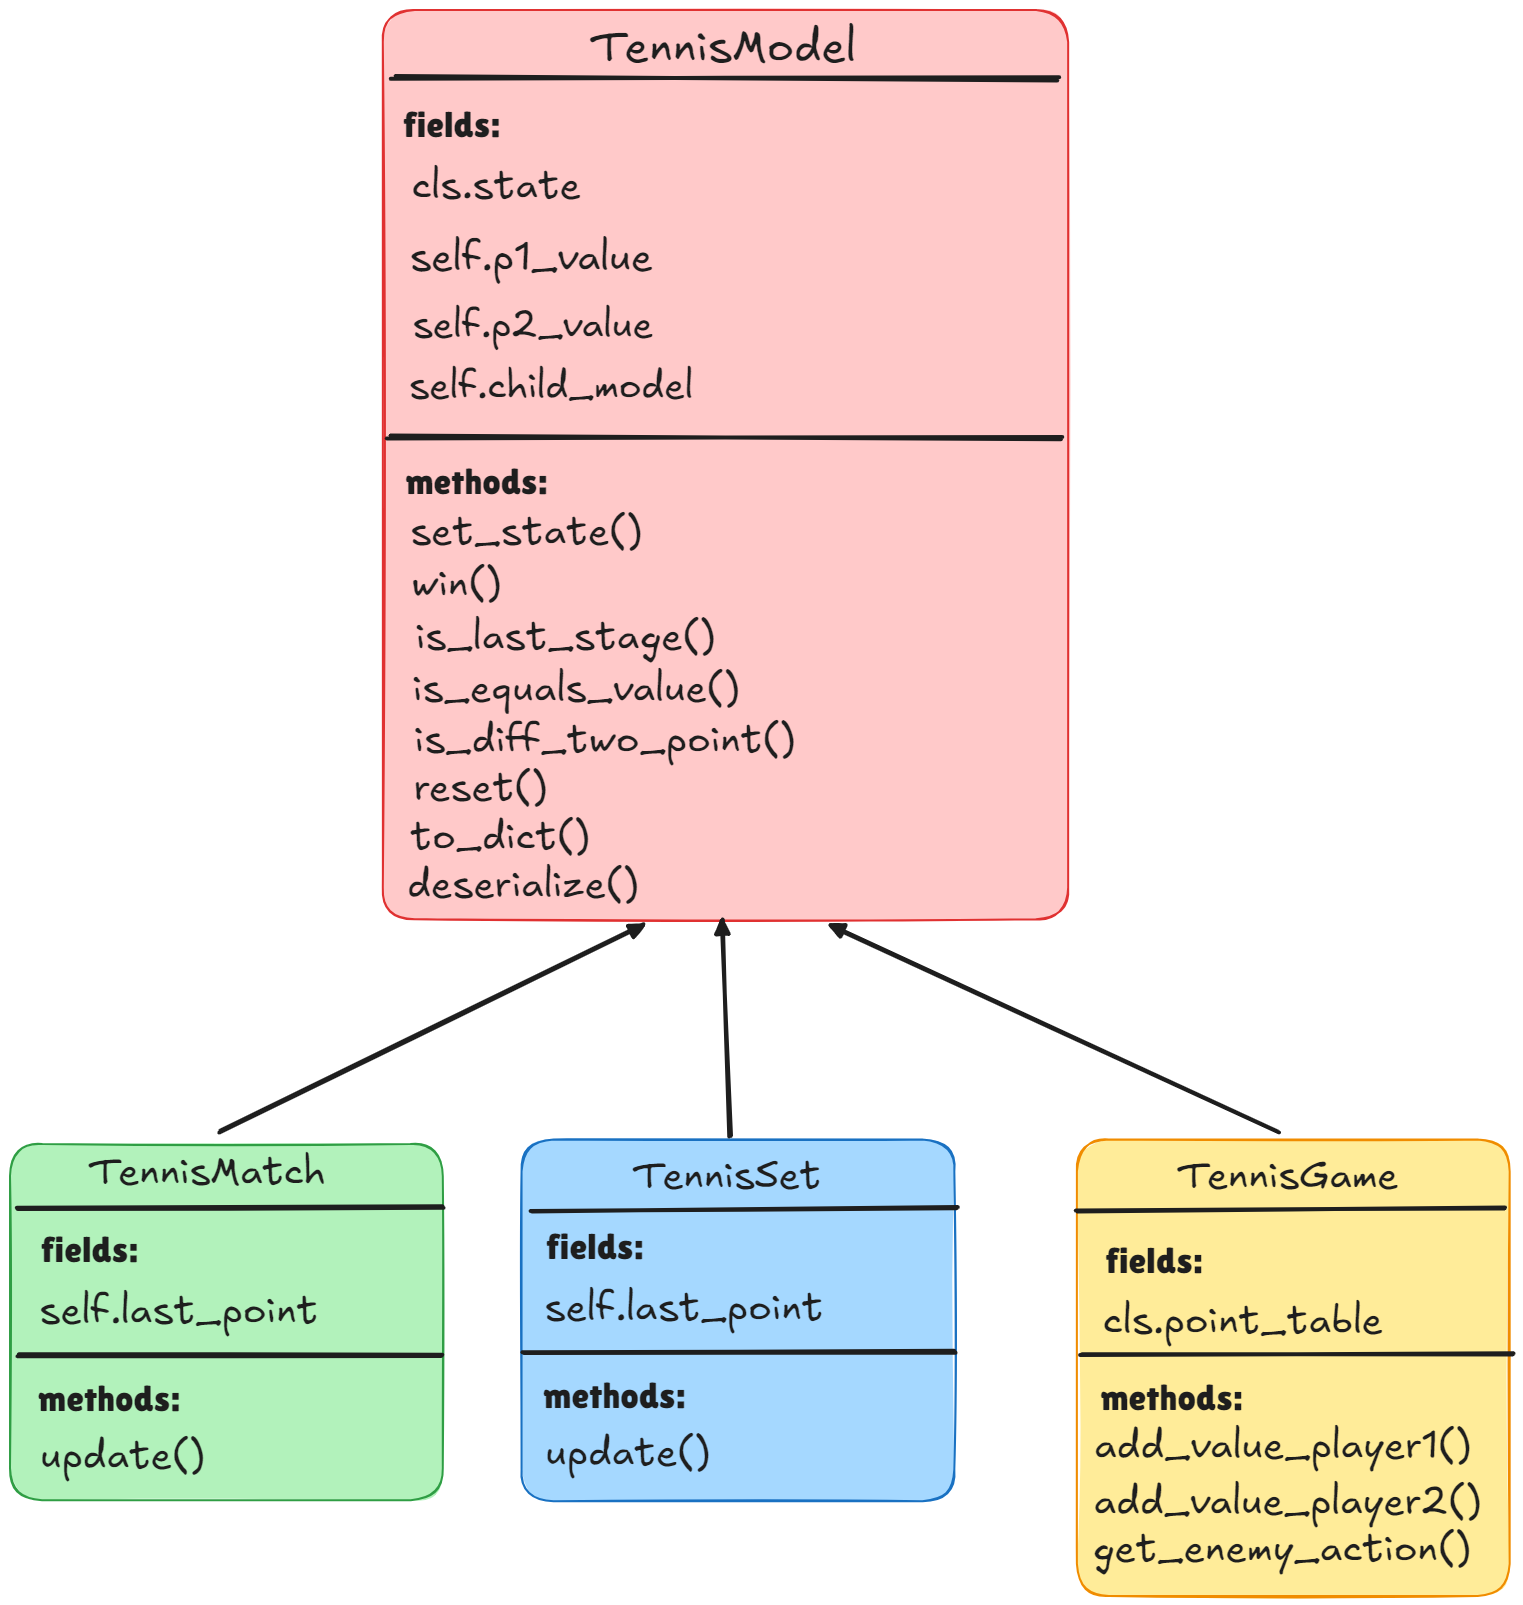 TennisModel
fields:
cls.state
self.p1_value
self.p2_value
self.child_model
methods:
set_state()
win()
is_last_stage()
is_equals_value()
is_diff_two_point()
reset()
to_dict()
deserialize()
TennisMatch
fields:
self.last_point
methods:
update()
TennisSet
fields:
self.last_point
methods:
update()
TennisGame
fields:
cls.point_table
methods:
add_value_player1()
add_value_player2()
get_enemy_action()